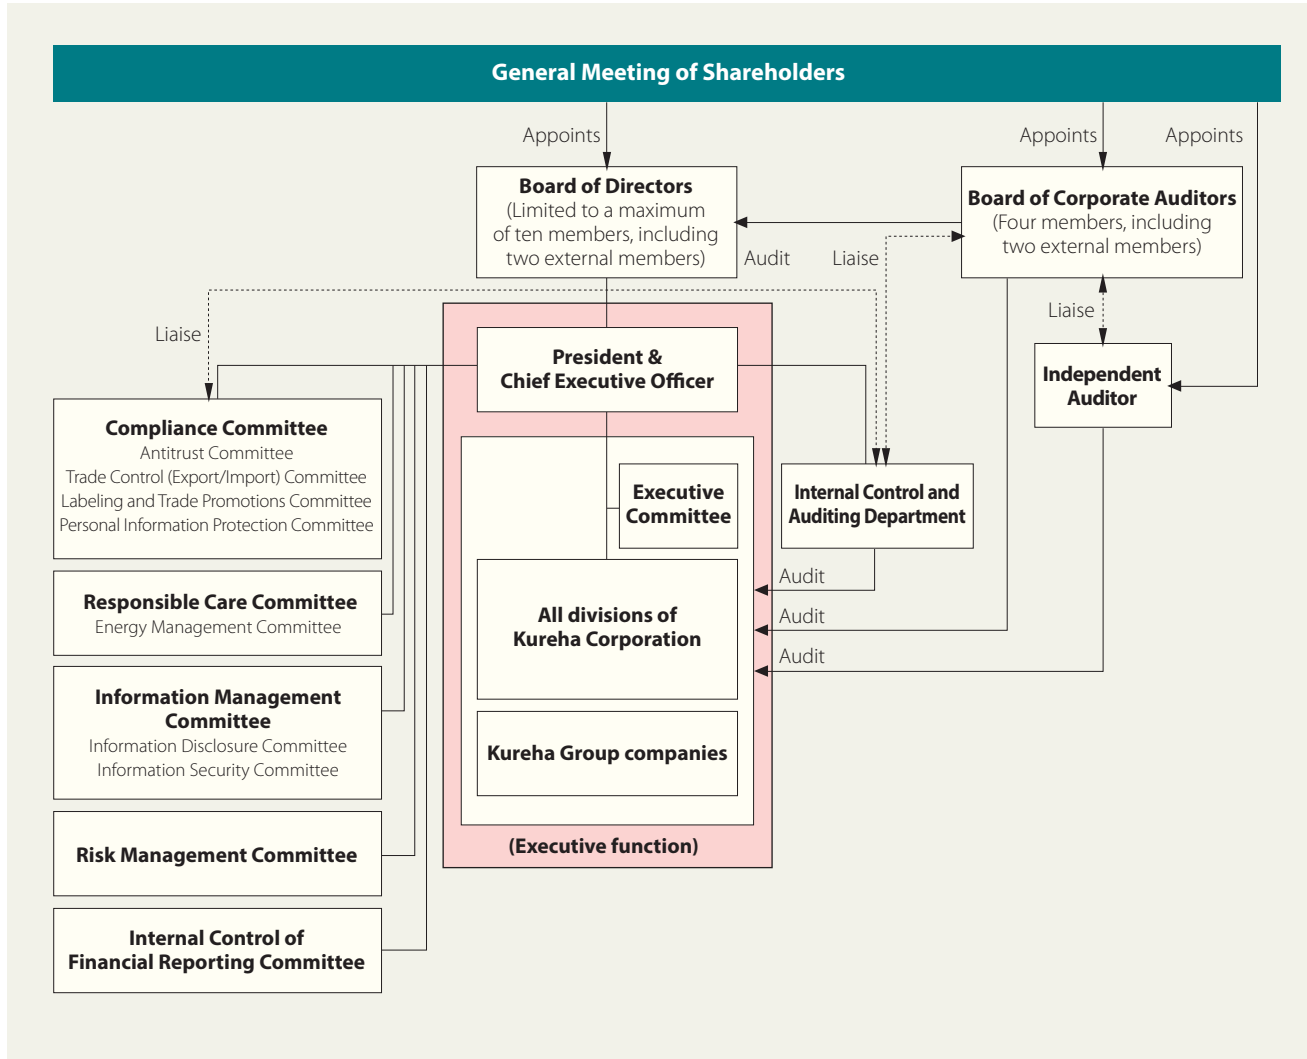 General Meeting of Shareholders
Appoints
Appoints
Appoints
Board of Directors
(Limited to a maximum
of ten members, including
two external members)
Board of Corporate Auditors
(Four members, including
two external members)
Audit
Liaise
Liaise
Liaise
President &
Chief Executive Officer
Independent
Auditor
Compliance Committee
Antitrust Committee
Trade Control (Export/Import) Committee
Labeling and Trade Promotions Committee
Personal Information Protection Committee
Executive
Committee
Internal Control and
Auditing Department
Responsible Care Committee
Energy Management Committee
All divisions of
Kureha Corporation
Audit
Audit
Audit
Information Management
Committee
Information Disclosure Committee
Information Security Committee
Kureha Group companies
(Executive function)
Risk Management Committee
Internal Control of
Financial Reporting Committee